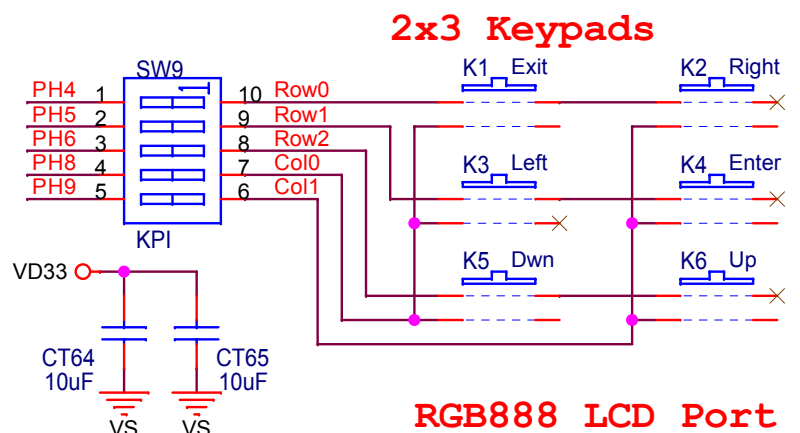 2x3 Keypads
SW9
K1 Exit
K2 Right
PH4 1 10 Row0
PH5 2 9 Row1
PH6 3 8 Row2
PH8 4 7 Col0
PH9 5 6 Col1
K3 Left
K4 Enter
KPI
K5 Dwn
K6 Up
VD33
CT64
10uF
CT65
10uF
VS
VS
RGB888 LCD Port